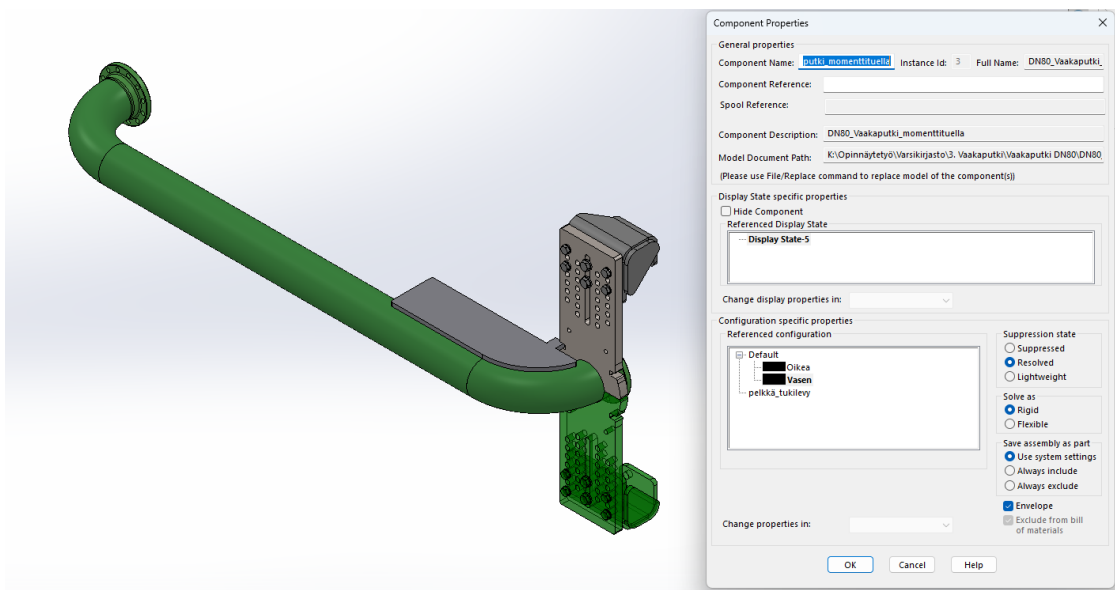 Component Properties
General properties
Component Name: putki_momenttituella Instance Id: 3 Full Name: DN80_Vaakaputki_
Component Reference:
Spool Reference:
Component Description: DN80_Vaakaputki_momenttituella
Model Document Path: K:\Opinnäytetyö\Varsikirjasto\3. Vaakaputki\Vaakaputki DN80\DN80_
(Please use File/Replace command to replace model of the component(s))
Display State specific properties
Hide Component
Referenced Display State
Display State-5
Change display properties in:
Configuration specific properties
Referenced configuration
Default
Oikea
Vasen
pelkkä_tukilevy
Suppression state
Suppressed
Resolved
Lightweight
Solve as
Rigid
Flexible
Save assembly as part
Use system settings
Always include
Always exclude
Envelope
Exclude from bill
of materials
Change properties in:
OK Cancel Help